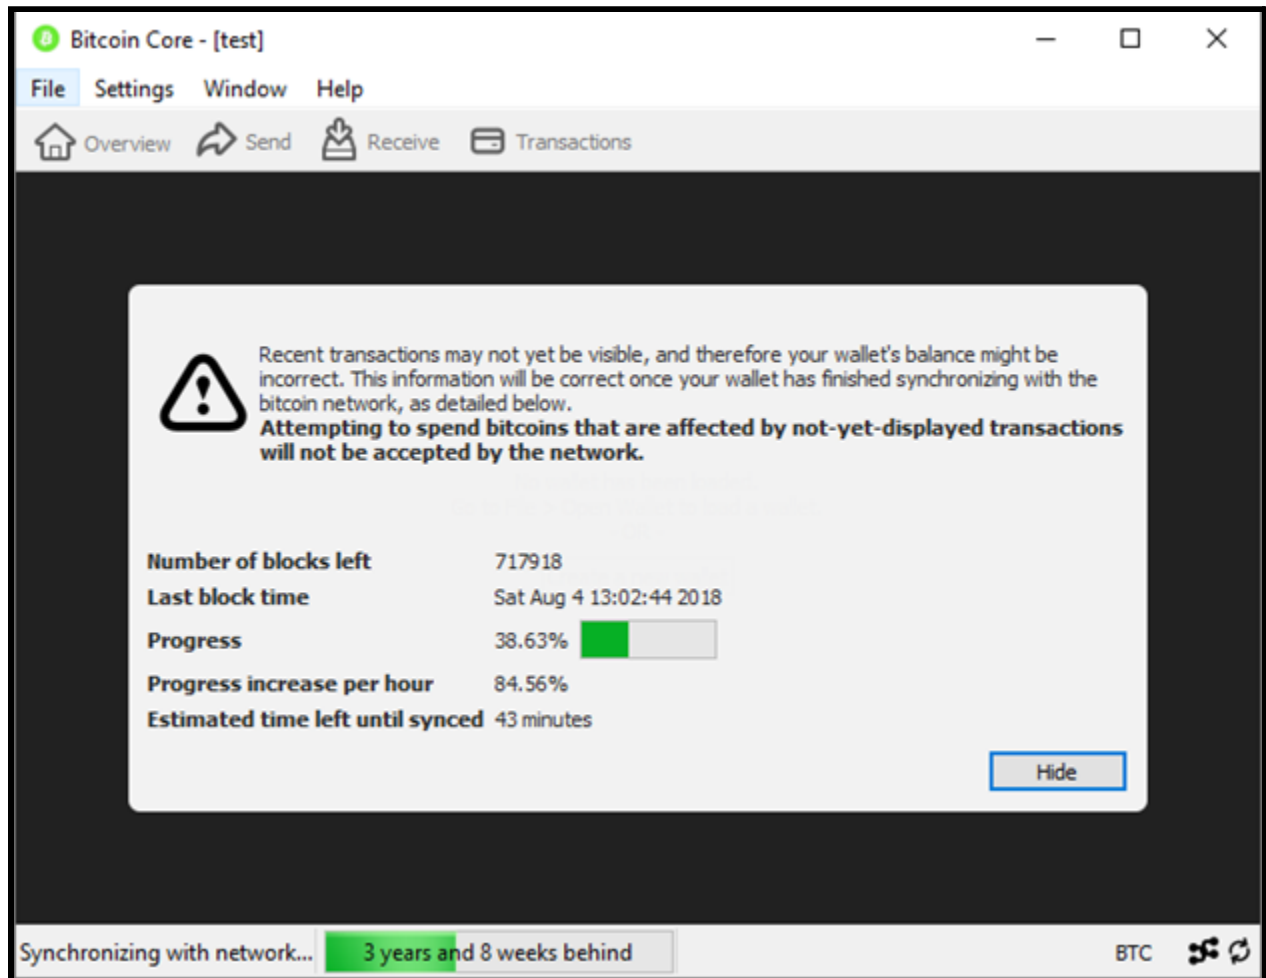 Bitcoin Core - [test]
File Settings Window Help
Overview Send Receive Transactions
Recent transactions may not yet be visible, and therefore your wallet's balance might be
incorrect. This information will be correct once your wallet has finished synchronizing with the
bitcoin network, as detailed below.
Attempting to spend bitcoins that are affected by not-yet-displayed transactions
will not be accepted by the network.
Number of blocks left 717918
Last block time Sat Aug 4 13:02:44 2018
Progress 38.63%
Progress increase per hour 84.56%
Estimated time left until synced 43 minutes
Hide
Synchronizing with network... 3 years and 8 weeks behind BTC